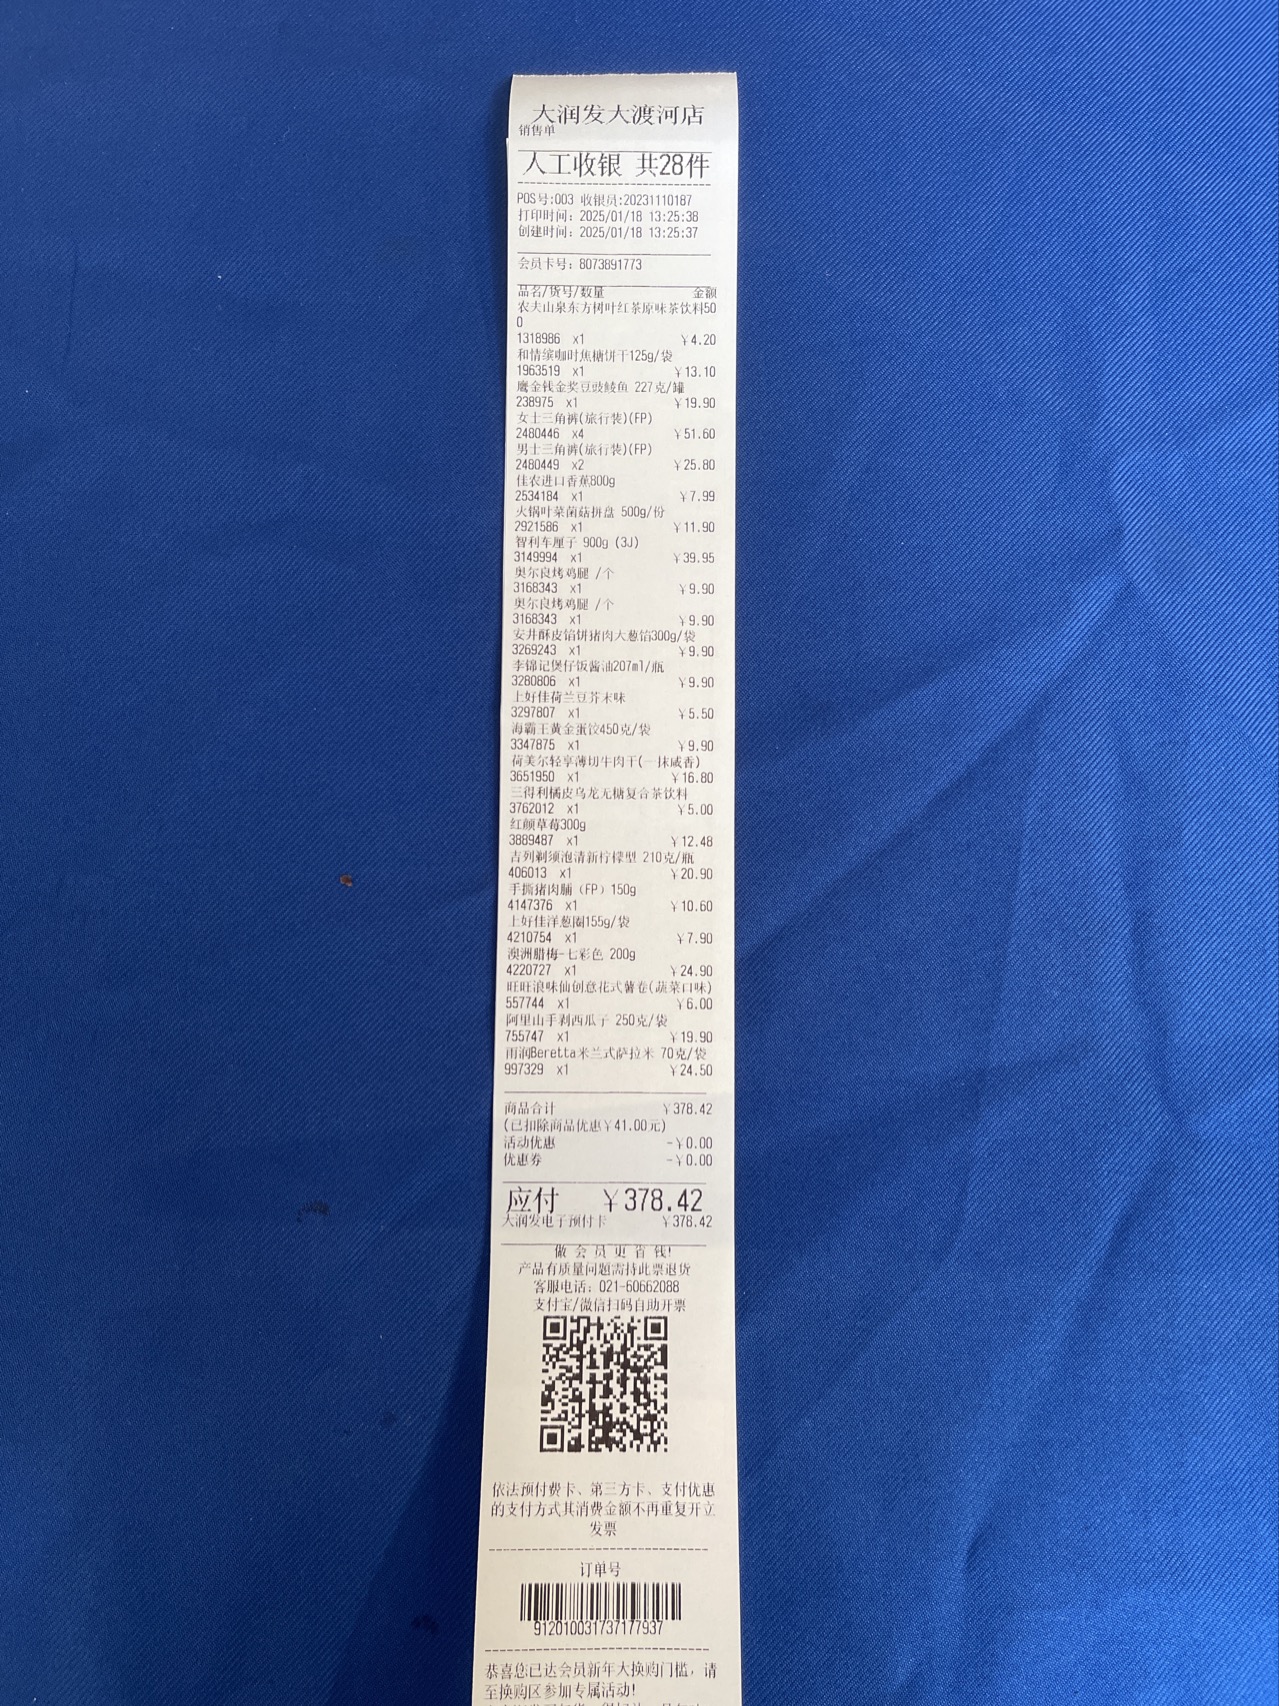 大润发大渡河店
销售单
人工收银 共28件
POS号:003 收银员:20231110187
打印时间: 2025/01/18 13:25:38
创建时间: 2025/01/18 13:25:37
会员卡号: 8073891773
品名/货号/数量 金额
农夫山泉东方树叶红茶原味茶饮料50
0
1318986 x1 ￥4.20
和情缤咖时焦糖饼干125g/袋
1963519 x1 ￥13.10
鹰金钱金奖豆豉鲮鱼 227克/罐
238975 x1 ￥19.90
女士三角裤(旅行装)(FP)
2480446 x4 ￥51.60
男士三角裤(旅行装)(FP)
2480449 x2 ￥25.80
佳农进口香蕉800g
2534184 x1 ￥7.99
火锅叶菜菌菇拼盘 500g/份
2921586 x1 ￥11.90
智利车厘子 900g (3J)
3149994 x1 ￥39.95
奥尔良烤鸡腿 /个
3168343 x1 ￥9.90
奥尔良烤鸡腿 /个
3168343 x1 ￥9.90
安井酥皮馅饼猪肉大葱馅300g/袋
3269243 x1 ￥9.90
李锦记煲仔饭酱油207ml/瓶
3280806 x1 ￥9.90
上好佳荷兰豆芥末味
3297807 x1 ￥5.50
海霸王黄金蛋饺450克/袋
3347875 x1 ￥9.90
荷美尔轻享薄切牛肉干(一抹咸香)
3651950 x1 ￥16.80
三得利橘皮乌龙无糖复合茶饮料
3762012 x1 ￥5.00
红颜草莓300g
3889487 x1 ￥12.48
吉列剃须泡清新柠檬型 210克/瓶
406013 x1 ￥20.90
手撕猪肉脯（FP）150g
4147376 x1 ￥10.60
上好佳洋葱圈155g/袋
4210754 x1 ￥7.90
澳洲腊梅-七彩色 200g
4220727 x1 ￥24.90
旺旺浪味仙创意花式薯卷(蔬菜口味)
557744 x1 ￥6.00
阿里山手剥西瓜子 250克/袋
755747 x1 ￥19.90
雨润Beretta米兰式萨拉米 70克/袋
997329 x1 ￥24.50
商品合计 ￥378.42
(已扣除商品优惠￥41.00元)
活动优惠 -￥0.00
优惠券 -￥0.00
应付 ￥378.42
大润发电子预付卡 ￥378.42
做 会 员 更 省 钱!
产品有质量问题需持此票退货
客服电话: 021-60662088
支付宝/微信扫码自助开票
依法预付费卡、第三方卡、支付优惠
的支付方式其消费金额不再重复开立
发票
订单号
912010031737177937
恭喜您已达会员新年大换购门槛，请
至换购区参加专属活动!